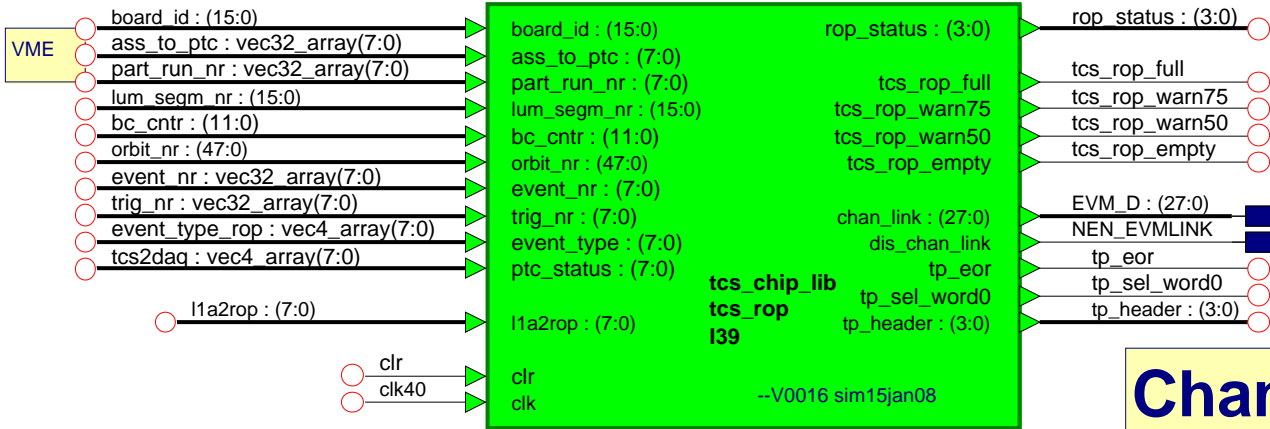 VME
board_id : (15:0)
ass_to_ptc : vec32_array(7:0)
part_run_nr : vec32_array(7:0)
lum_segm_nr : (15:0)
bc_cntr : (11:0)
orbit_nr : (47:0)
event_nr : vec32_array(7:0)
trig_nr : vec32_array(7:0)
event_type_rop : vec4_array(7:0)
tcs2daq : vec4_array(7:0)
l1a2rop : (7:0)
clr
clk40
board_id : (15:0)
ass_to_ptc : (7:0)
part_run_nr : (7:0)
lum_segm_nr : (15:0)
bc_cntr : (11:0)
orbit_nr : (47:0)
event_nr : (7:0)
trig_nr : (7:0)
event_type : (7:0)
ptc_status : (7:0)
l1a2rop : (7:0)
clr
clk
tcs_chip_lib
tcs_rop
I39
--V0016 sim15jan08
rop_status : (3:0)
tcs_rop_full
tcs_rop_warn75
tcs_rop_warn50
tcs_rop_empty
chan_link : (27:0)
dis_chan_link
tp_eor
tp_sel_word0
tp_header : (3:0)
rop_status : (3:0)
tcs_rop_full
tcs_rop_warn75
tcs_rop_warn50
tcs_rop_empty
EVM_D : (27:0)
NEN_EVMLINK
tp_eor
tp_sel_word0
tp_header : (3:0)